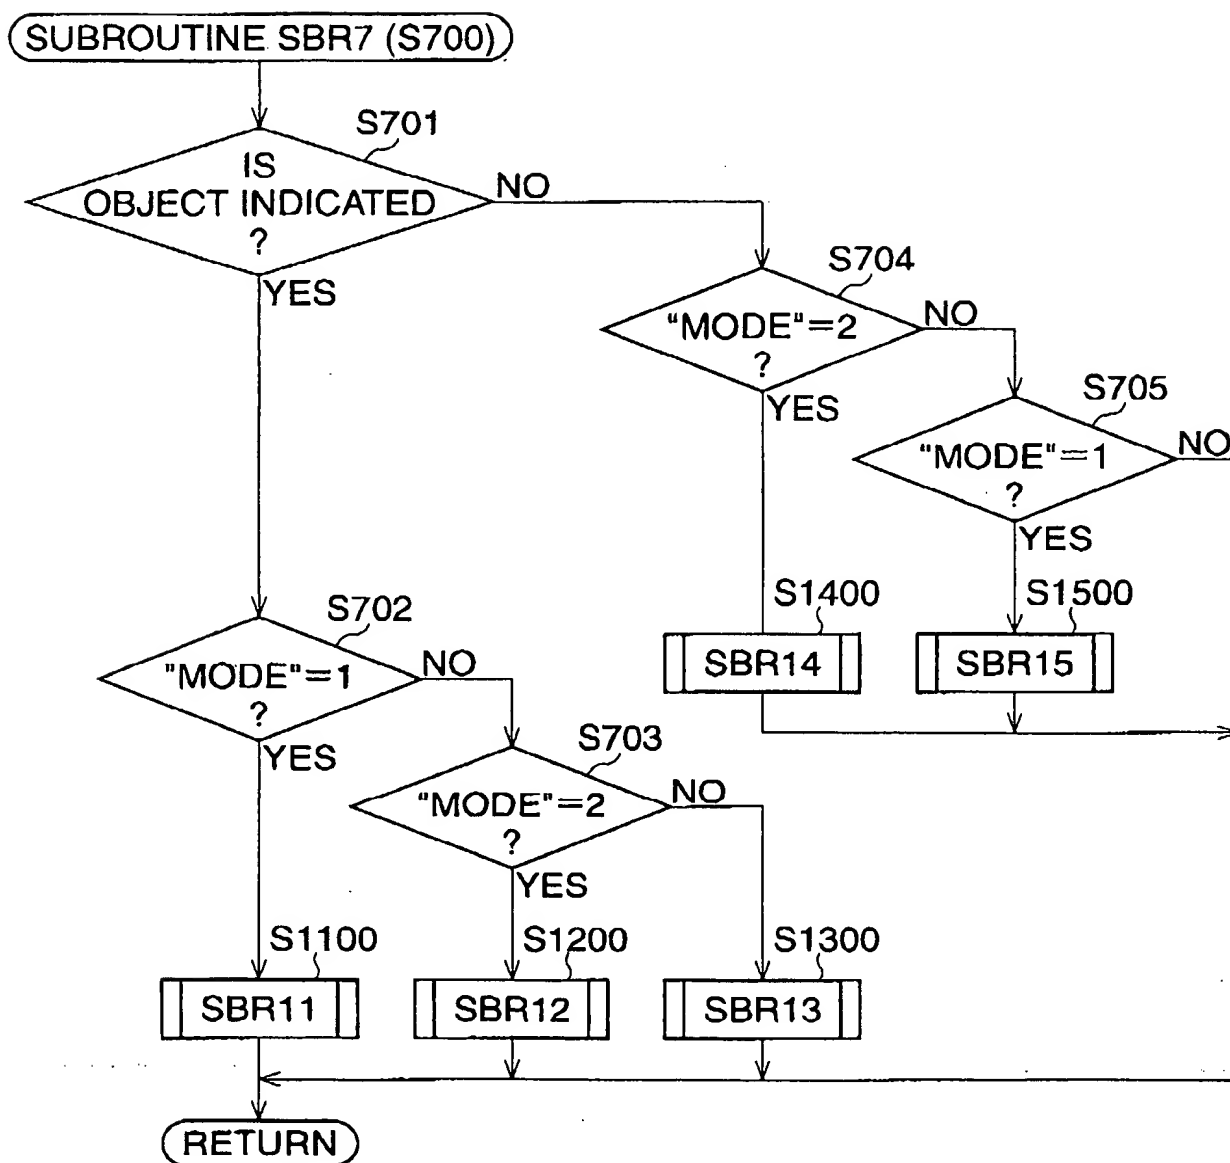 SUBROUTINE SBR7 (S700)
S701
IS
OBJECT INDICATED
?
NO
YES
S704
"MODE"=2
?
NO
YES
S705
"MODE"=1
?
NO
YES
S1400
SBR14
S1500
SBR15
S702
"MODE"=1
?
NO
YES
S703
"MODE"=2
?
NO
YES
S1100
SBR11
S1200
SBR12
S1300
SBR13
RETURN